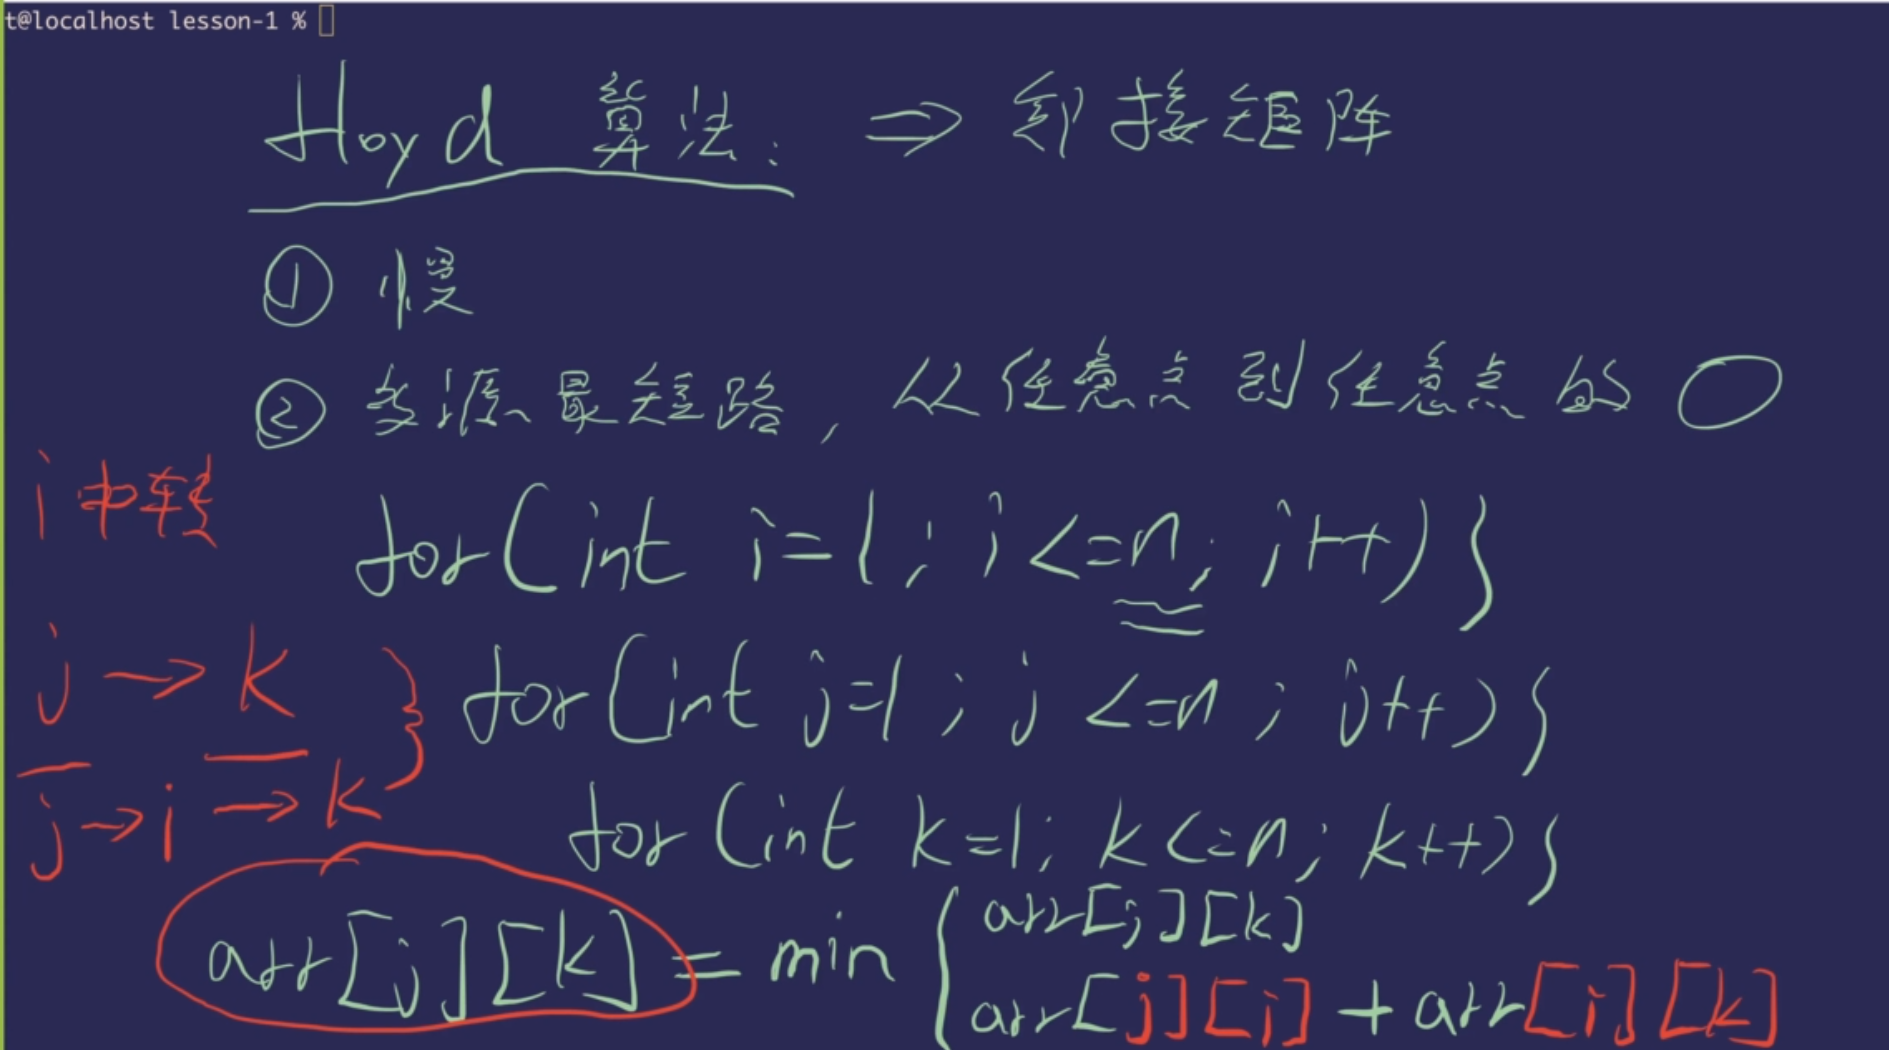 t@localhost lesson-1 %
Floyd 算法: ⇒ 邻接矩阵
① 慢
② 多源最短路, 从任意点到任意点的
i 中转
for(int i=1; i<=n; i++){
j → k
for(int j=1; j<=n; j++){
j → i → k
for(int k=1; k<=n; k++){
arr[j][k] = min { arr[j][k]
arr[j][i] + arr[i][k]